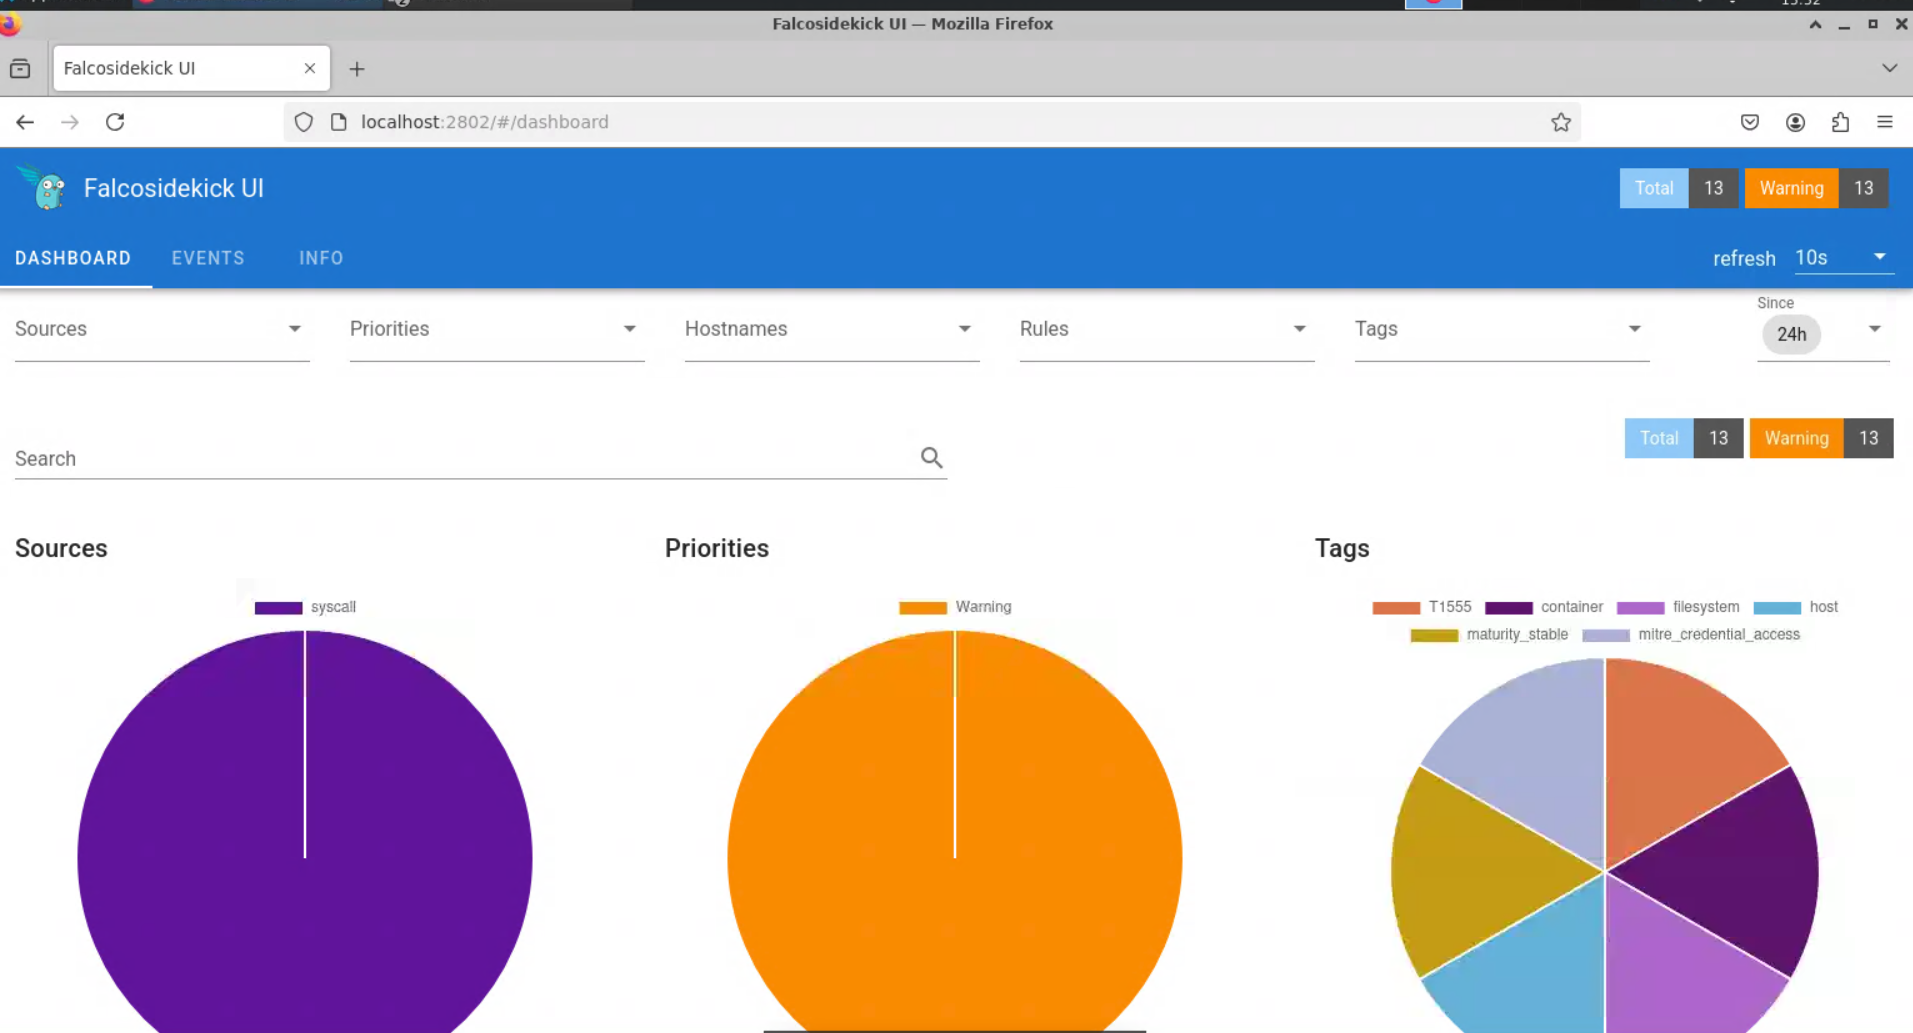 Falcosidekick UI — Mozilla Firefox
Falcosidekick UI
localhost:2802/#/dashboard
Falcosidekick UI
Total 13 Warning 13
DASHBOARD EVENTS INFO
refresh 10s
Since
Sources Priorities Hostnames Rules Tags 24h
Total 13 Warning 13
Search
Sources Priorities Tags
syscall Warning T1555 container filesystem host
maturity_stable mitre_credential_access